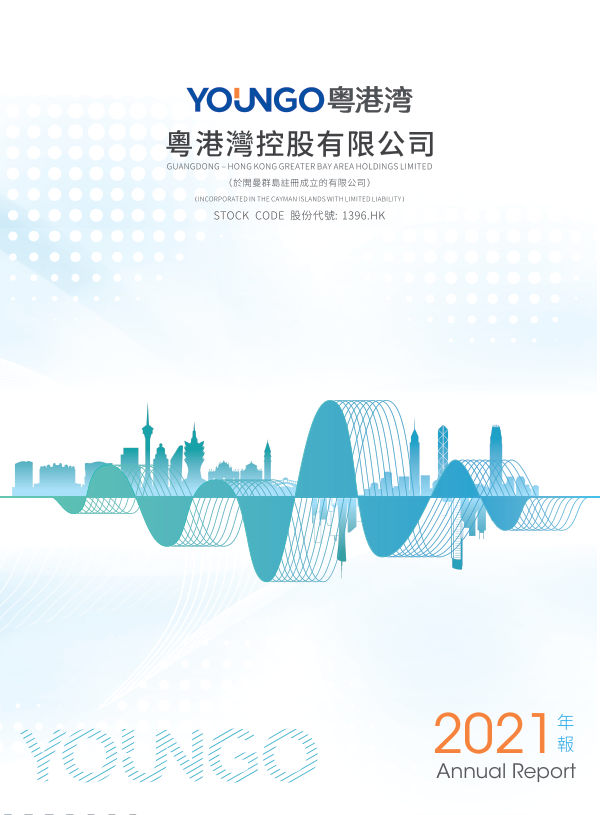 YOUNGO粤港湾
粵港灣控股有限公司
GUANGDONG – HONG KONG GREATER BAY AREA HOLDINGS LIMITED
（於開曼群島註冊成立的有限公司）
(INCORPORATED IN THE CAYMAN ISLANDS WITH LIMITED LIABILITY)
STOCK CODE 股份代號: 1396.HK
YOUNGO
2021 年報
Annual Report